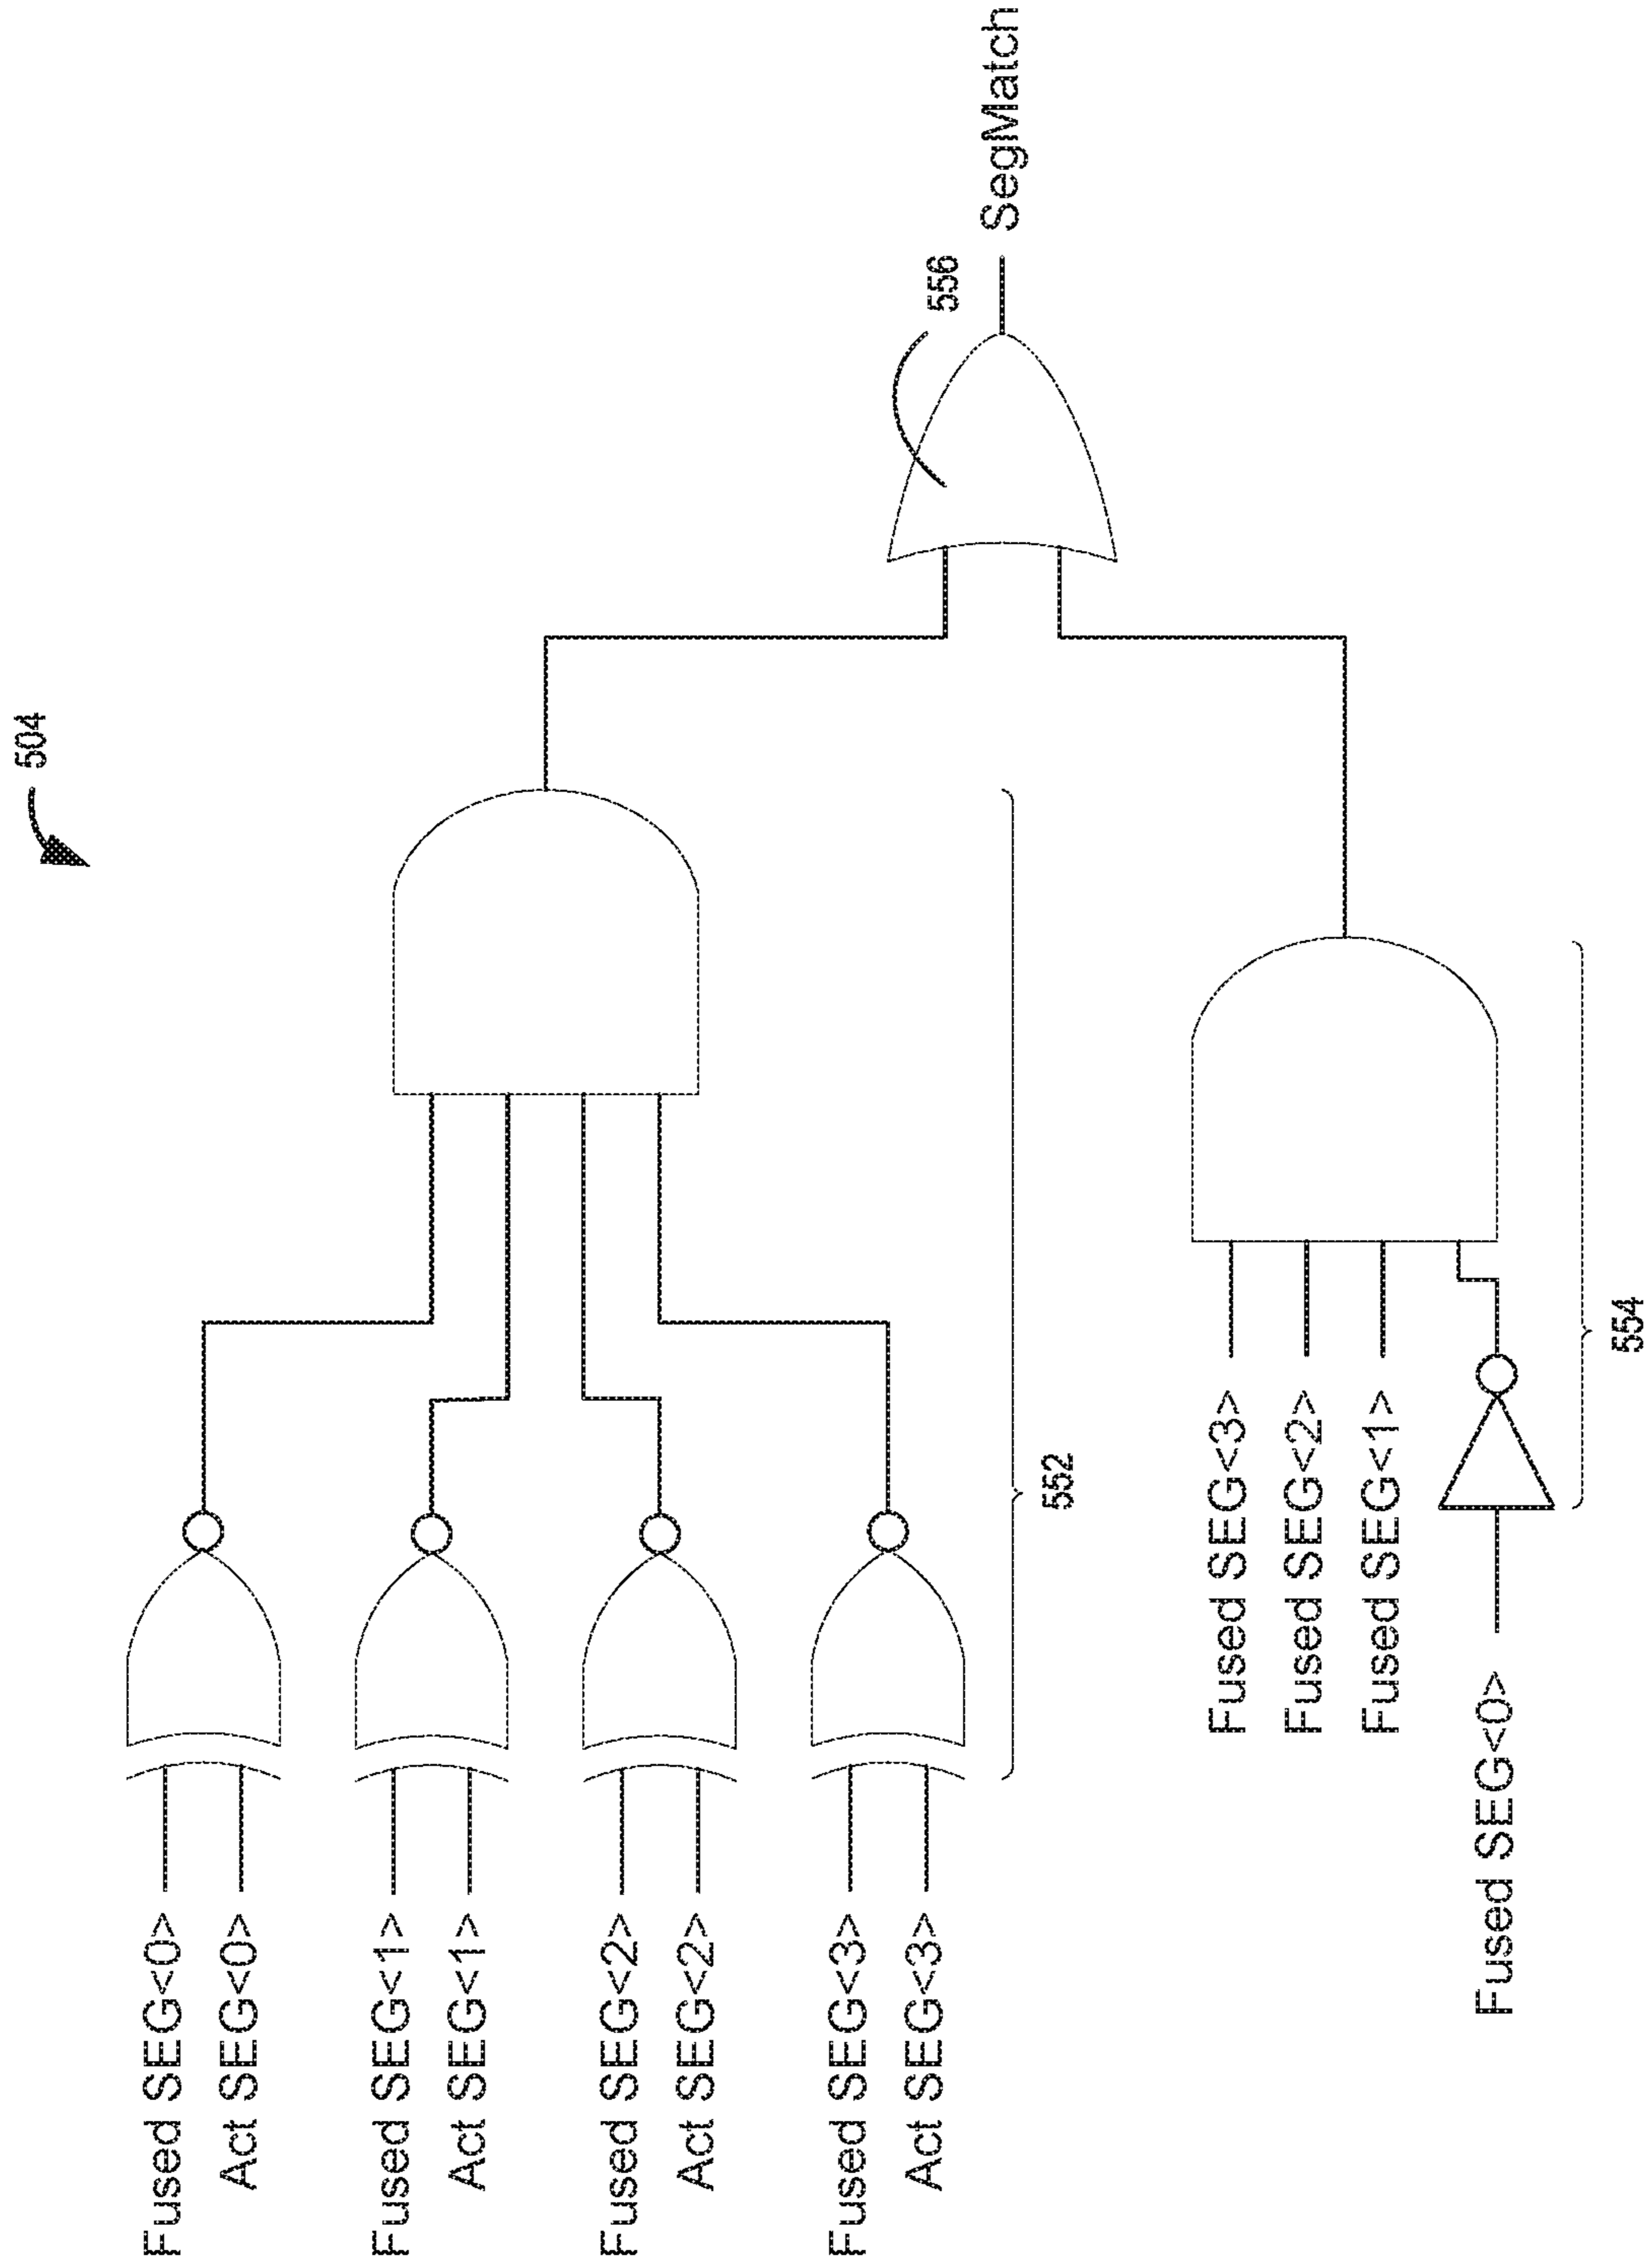 504
Fused SEG<0>
Act SEG<0>
Fused SEG<1>
Act SEG<1>
Fused SEG<2>
Act SEG<2>
Fused SEG<3>
Act SEG<3>
552
556
SegMatch
Fused SEG<3>
Fused SEG<2>
Fused SEG<1>
Fused SEG<0>
554